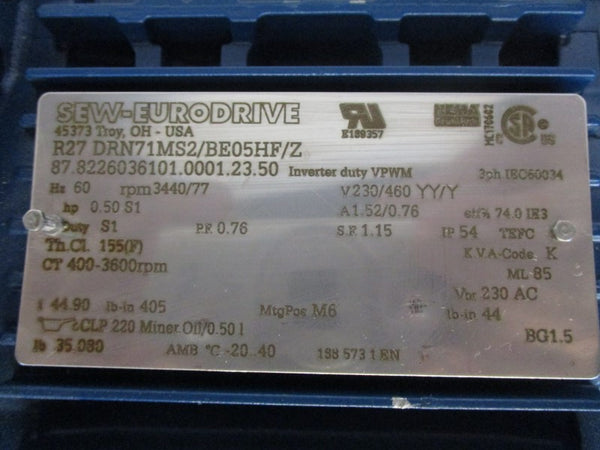 SEW-EURODRIVE
45373 Troy, OH - USA
E189357
NEMA
MC170602
SA
US
R27 DRN71MS2/BE05HF/Z
87.8226036101.0001.23.50 Inverter duty VPWM 3ph IEC60034
Hz 60 rpm 3440/77 V 230/460 YY/Y
hp 0.50 S1 A 1.52/0.76 eff% 74.0 IE3
Duty S1 P.F. 0.76 S.F. 1.15 IP 54 TEFC
Th.Cl. 155(F) K.V.A-Code K
CT 400-3600rpm ML 85
Vbr 230 AC
i 44.90 lb-in 405 MtgPos M6 lb-in 44
CLP 220 Miner.Oil/0.50 l BG1.5
lb 35.080 AMB °C -20..40 188 573 1 EN